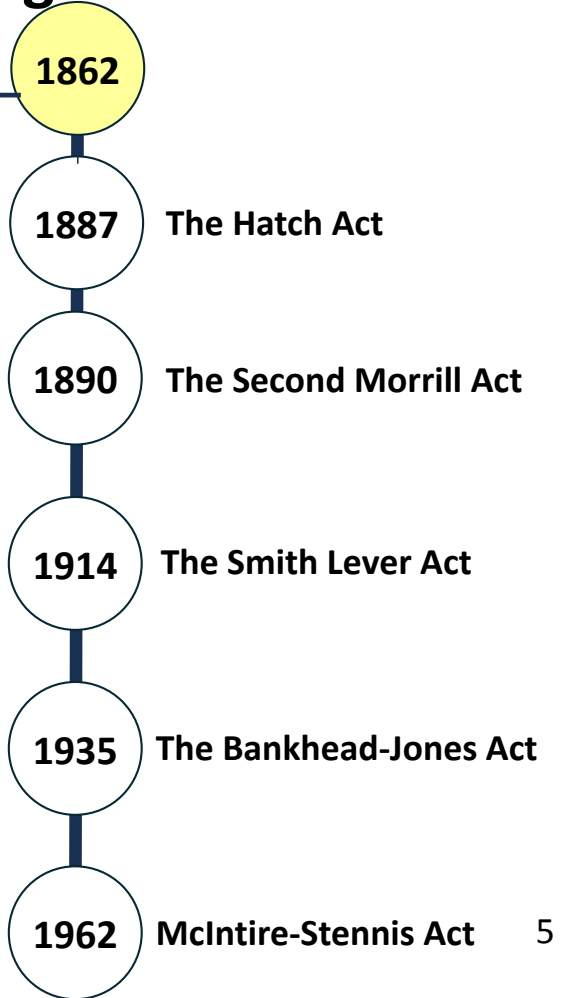 g
1862
1887 The Hatch Act
1890 The Second Morrill Act
1914 The Smith Lever Act
1935 The Bankhead-Jones Act
1962 McIntire-Stennis Act 5